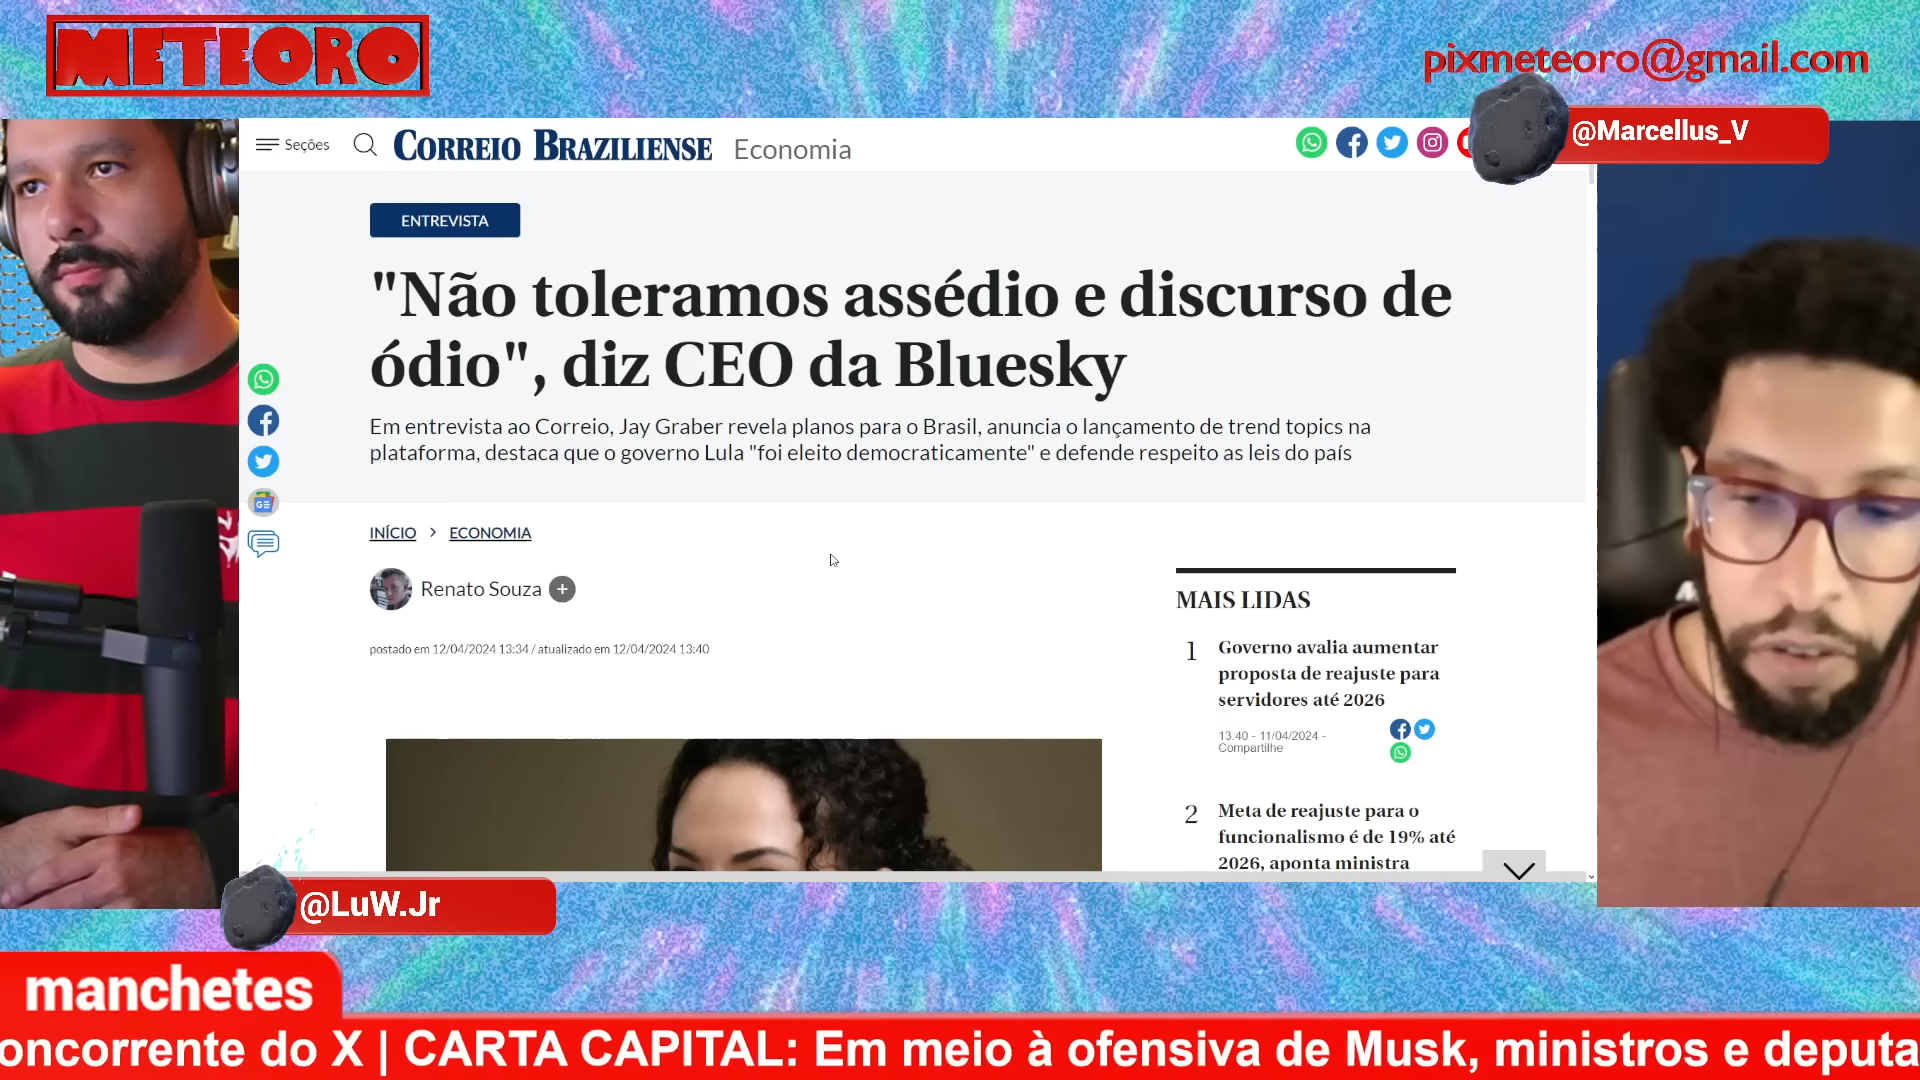 METEORO
pixmeteoro@gmail.com
@Marcellus_V
Seções
CORREIO BRAZILIENSE
Economia
ENTREVISTA
"Não toleramos assédio e discurso de
ódio", diz CEO da Bluesky
Em entrevista ao Correio, Jay Graber revela planos para o Brasil, anuncia o lançamento de trend topics na
plataforma, destaca que o governo Lula "foi eleito democraticamente" e defende respeito as leis do país
INÍCIO > ECONOMIA
Renato Souza +
postado em 12/04/2024 13:34 / atualizado em 12/04/2024 13:40
MAIS LIDAS
1 Governo avalia aumentar
proposta de reajuste para
servidores até 2026
13:40 - 11/04/2024 -
Compartilhe
2 Meta de reajuste para o
funcionalismo é de 19% até
2026, aponta ministra
@LuW.Jr
manchetes
oncorrente do X | CARTA CAPITAL: Em meio à ofensiva de Musk, ministros e deputa